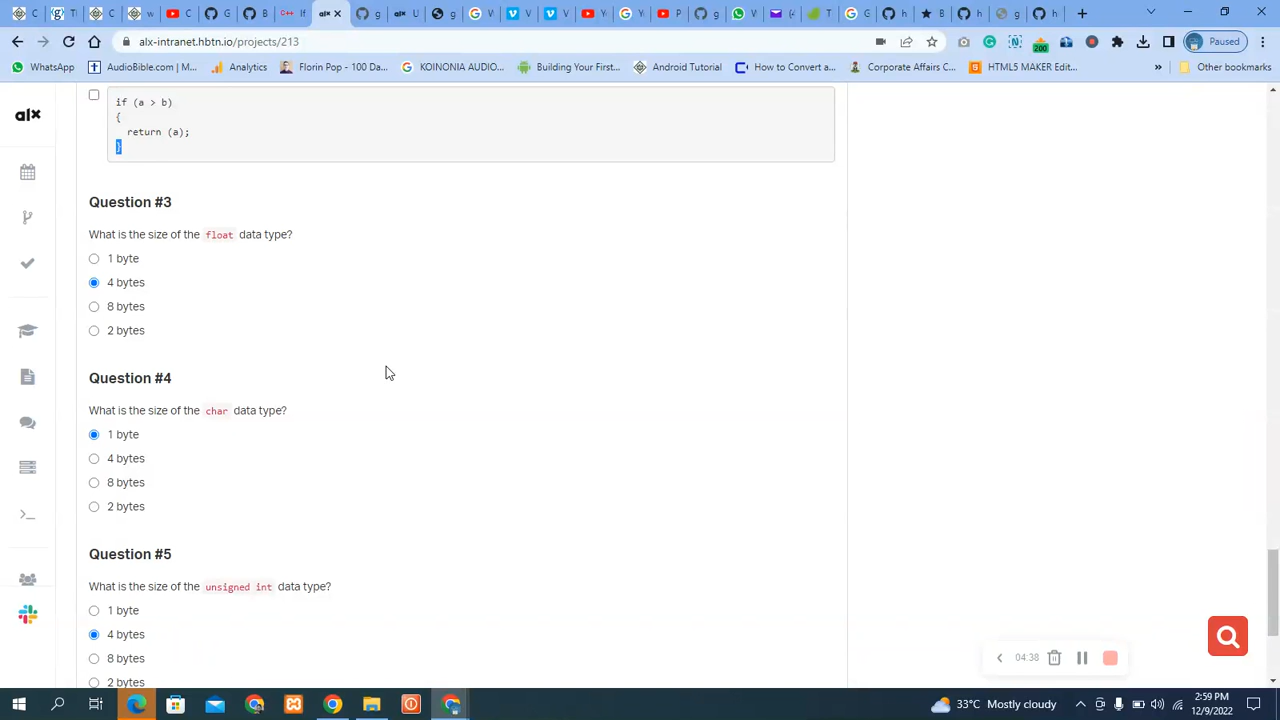 C
g
T
C
w
C
G
B
C++ If
alx
g
alx U
g
W
V
V
Y
Y
P
g
W
(
T
G
h
B
h
g
h
alx-intranet.hbtn.io/projects/213
200
Paused
WhatsApp
AudioBible.com | M...
Analytics
Florin Pop - 100 Da...
KOINONIA AUDIO...
Building Your First...
Android Tutorial
How to Convert a...
Corporate Affairs C...
HTML5 MAKER Edit...
»
Other bookmarks
alx
if (a > b)
{
return (a);
}
Question #3
What is the size of the float data type?
1 byte
4 bytes
8 bytes
2 bytes
Question #4
What is the size of the char data type?
1 byte
4 bytes
8 bytes
2 bytes
Question #5
What is the size of the unsigned int data type?
1 byte
4 bytes
8 bytes
2 bytes
04:38
33°C Mostly cloudy
2:59 PM
12/9/2022